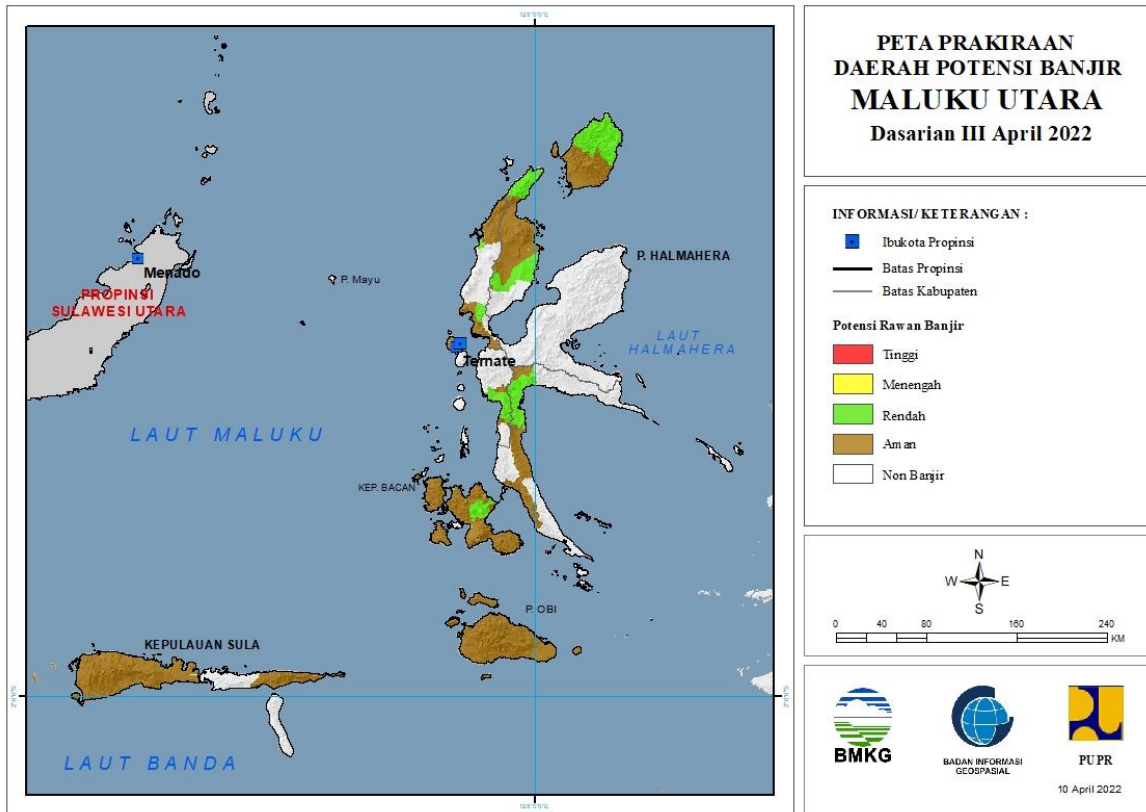 PETA PRAKIRAAN
DAERAH POTENSI BANJIR
MALUKU UTARA
Dasarian III April 2022
INFORMASI/ KETERANGAN :
Ibukota Propinsi
Batas Propinsi
Batas Kabupaten
Potensi Rawan Banjir
Tinggi
Menengah
Rendah
Aman
Non Banjir
N
W E
S
0 40 80 160 240
KM
BMKG
BADAN INFORMASI
GEOSPASIAL
PUPR
10 April 2022
Menado
PROPINSI
SULAWESI UTARA
P. Mayu
P. HALMAHERA
LAUT
HALMAHERA
Ternate
LAUT MALUKU
KEP. BACAN
P. OBI
KEPULAUAN SULA
LAUT BANDA